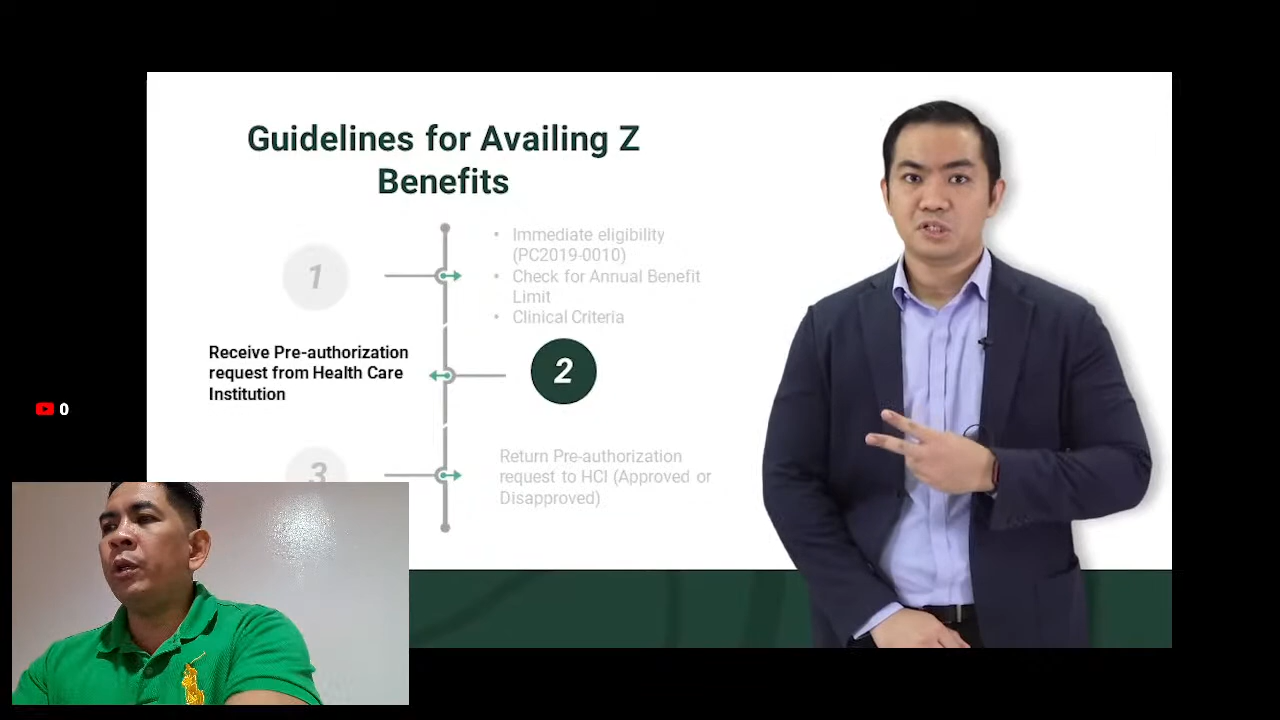 Guidelines for Availing Z
Benefits
1
• Immediate eligibility
(PC2019-0010)
• Check for Annual Benefit
Limit
• Clinical Criteria
Receive Pre-authorization
request from Health Care
Institution
2
3
Return Pre-authorization
request to HCI (Approved or
Disapproved)
0